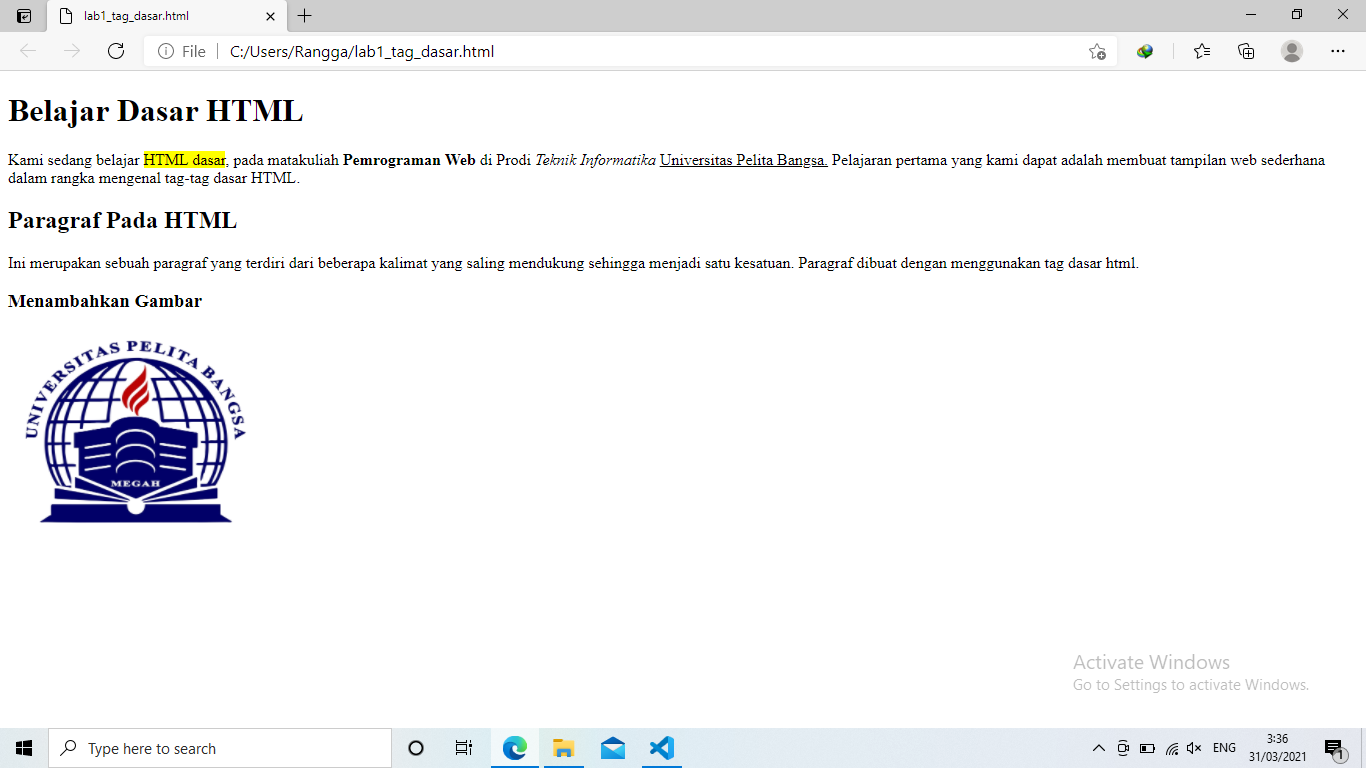 lab1_tag_dasar.html
File
C:/Users/Rangga/lab1_tag_dasar.html
Belajar Dasar HTML
Kami sedang belajar HTML dasar, pada matakuliah Pemrograman Web di Prodi Teknik Informatika Universitas Pelita Bangsa. Pelajaran pertama yang kami dapat adalah membuat tampilan web sederhana
dalam rangka mengenal tag-tag dasar HTML.
Paragraf Pada HTML
Ini merupakan sebuah paragraf yang terdiri dari beberapa kalimat yang saling mendukung sehingga menjadi satu kesatuan. Paragraf dibuat dengan menggunakan tag dasar html.
Menambahkan Gambar
UNIVERSITAS PELITA BANGSA
MEGAH
Activate Windows
Go to Settings to activate Windows.
Type here to search
ENG
3:36
31/03/2021
1